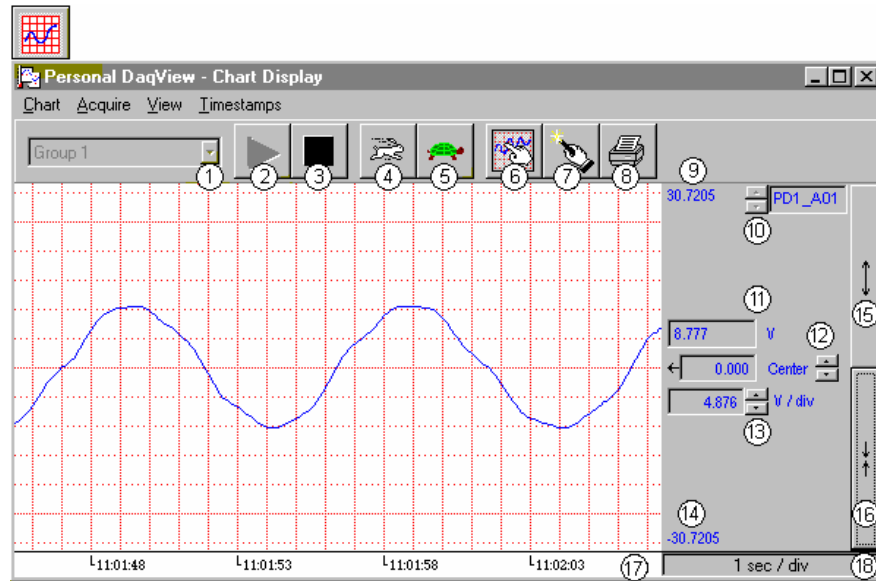 Personal DaqView - Chart Display
Chart Acquire View Timestamps
Group 1
1 2 3 4 5 6 7 8
9
30.7205 PD1_A01
10
11
8.777 V 12
15
0.000 Center
4.876 V / div
13
14
16
-30.7205
11:01:48 11:01:53 11:01:58 11:02:03 17 1 sec / div 18